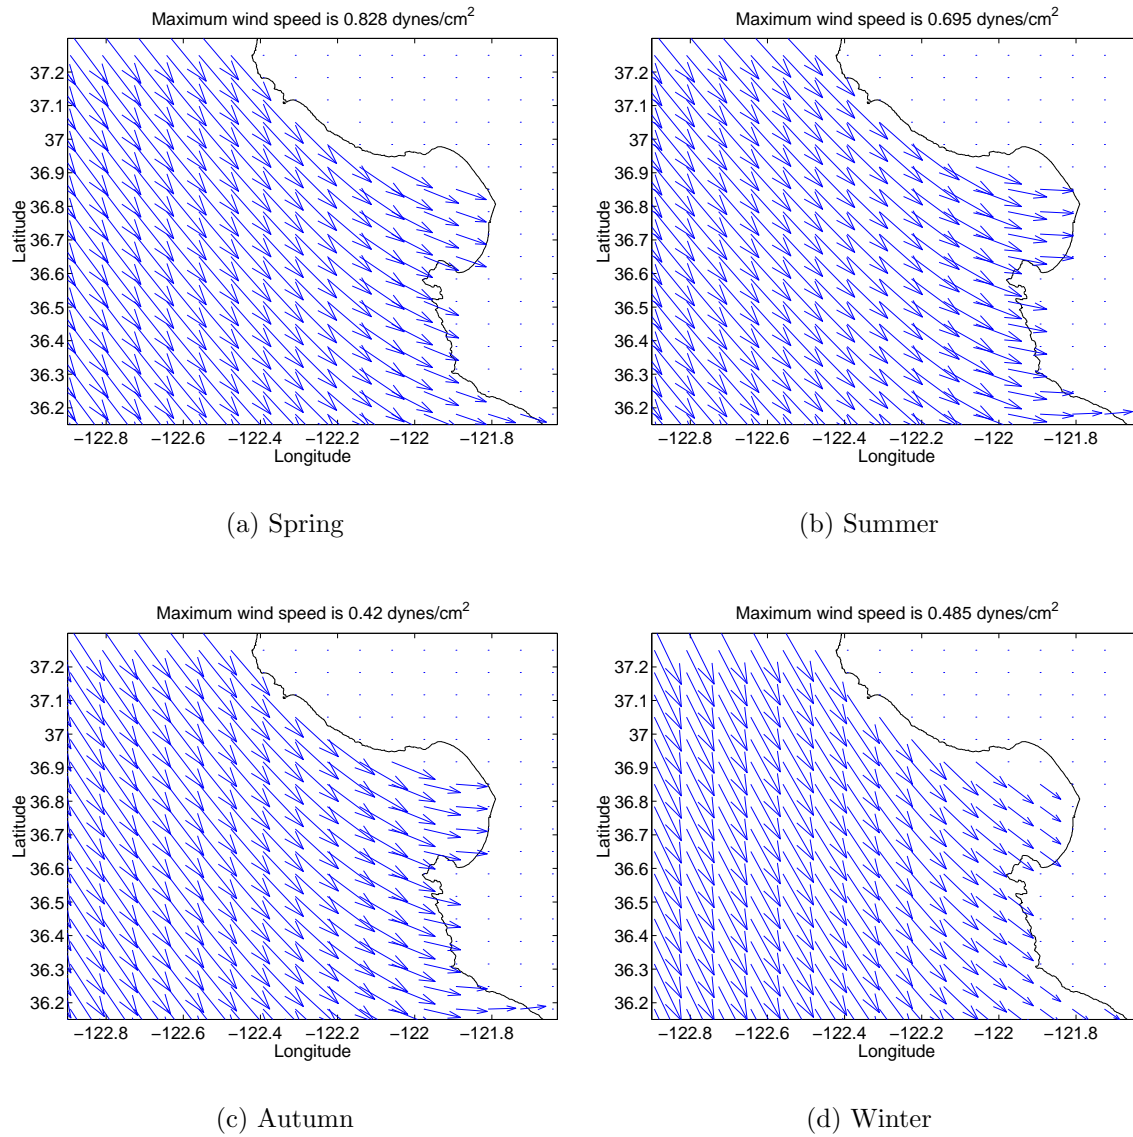 Maximum wind speed is 0.828 dynes/cm²
37.2
37.1
37
36.9
36.8
36.7
36.6
36.5
36.4
36.3
36.2
Latitude
−122.8 −122.6 −122.4 −122.2 −122 −121.8
Longitude
(a) Spring
Maximum wind speed is 0.695 dynes/cm²
37.2
37.1
37
36.9
36.8
36.7
36.6
36.5
36.4
36.3
36.2
Latitude
−122.8 −122.6 −122.4 −122.2 −122 −121.8
Longitude
(b) Summer
Maximum wind speed is 0.42 dynes/cm²
37.2
37.1
37
36.9
36.8
36.7
36.6
36.5
36.4
36.3
36.2
Latitude
−122.8 −122.6 −122.4 −122.2 −122 −121.8
Longitude
(c) Autumn
Maximum wind speed is 0.485 dynes/cm²
37.2
37.1
37
36.9
36.8
36.7
36.6
36.5
36.4
36.3
36.2
Latitude
−122.8 −122.6 −122.4 −122.2 −122 −121.8
Longitude
(d) Winter